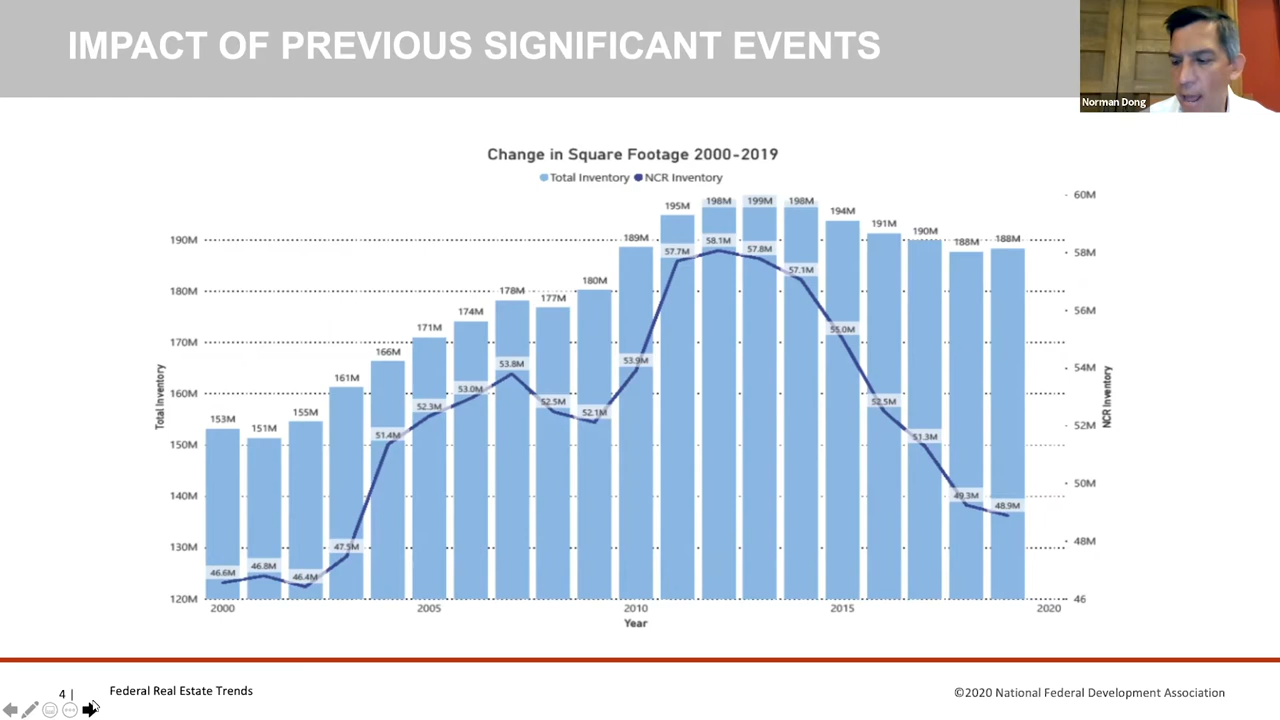 IMPACT OF PREVIOUS SIGNIFICANT EVENTS
Norman Dong
Change in Square Footage 2000-2019
Total Inventory NCR Inventory
190M
180M
170M
160M
150M
140M
130M
120M
Total Inventory
153M
151M
155M
161M
166M
171M
174M
178M
177M
180M
189M
195M
198M
199M
198M
194M
191M
190M
188M
188M
46.6M
46.8M
46.4M
47.5M
51.4M
52.3M
53.0M
53.8M
52.5M
52.1M
53.9M
57.7M
58.1M
57.8M
57.1M
55.0M
52.5M
51.3M
49.3M
48.9M
60M
58M
56M
54M
52M
50M
48M
46
NCR Inventory
2000 2005 2010 2015 2020
Year
4 | Federal Real Estate Trends
©2020 National Federal Development Association